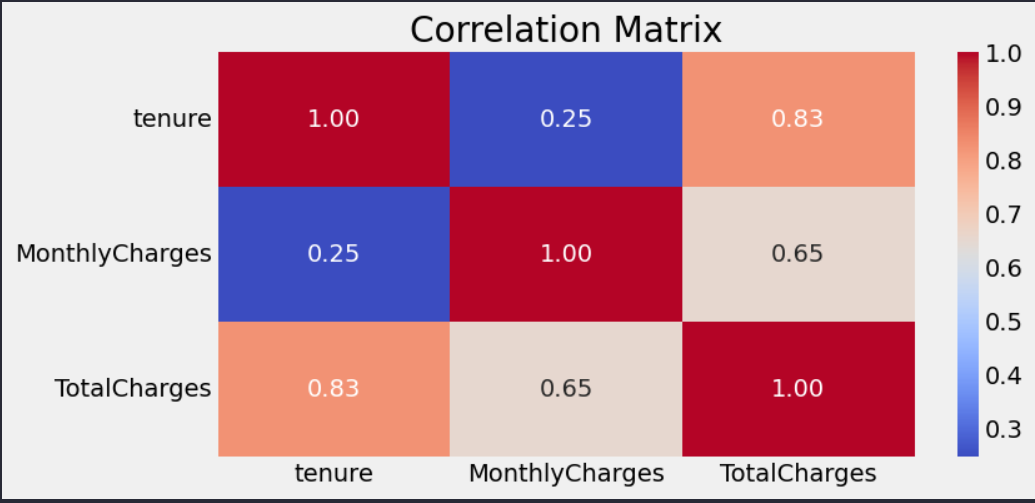 Correlation Matrix
tenure 1.00 0.25 0.83
MonthlyCharges 0.25 1.00 0.65
TotalCharges 0.83 0.65 1.00
tenure MonthlyCharges TotalCharges
1.0
0.9
0.8
0.7
0.6
0.5
0.4
0.3